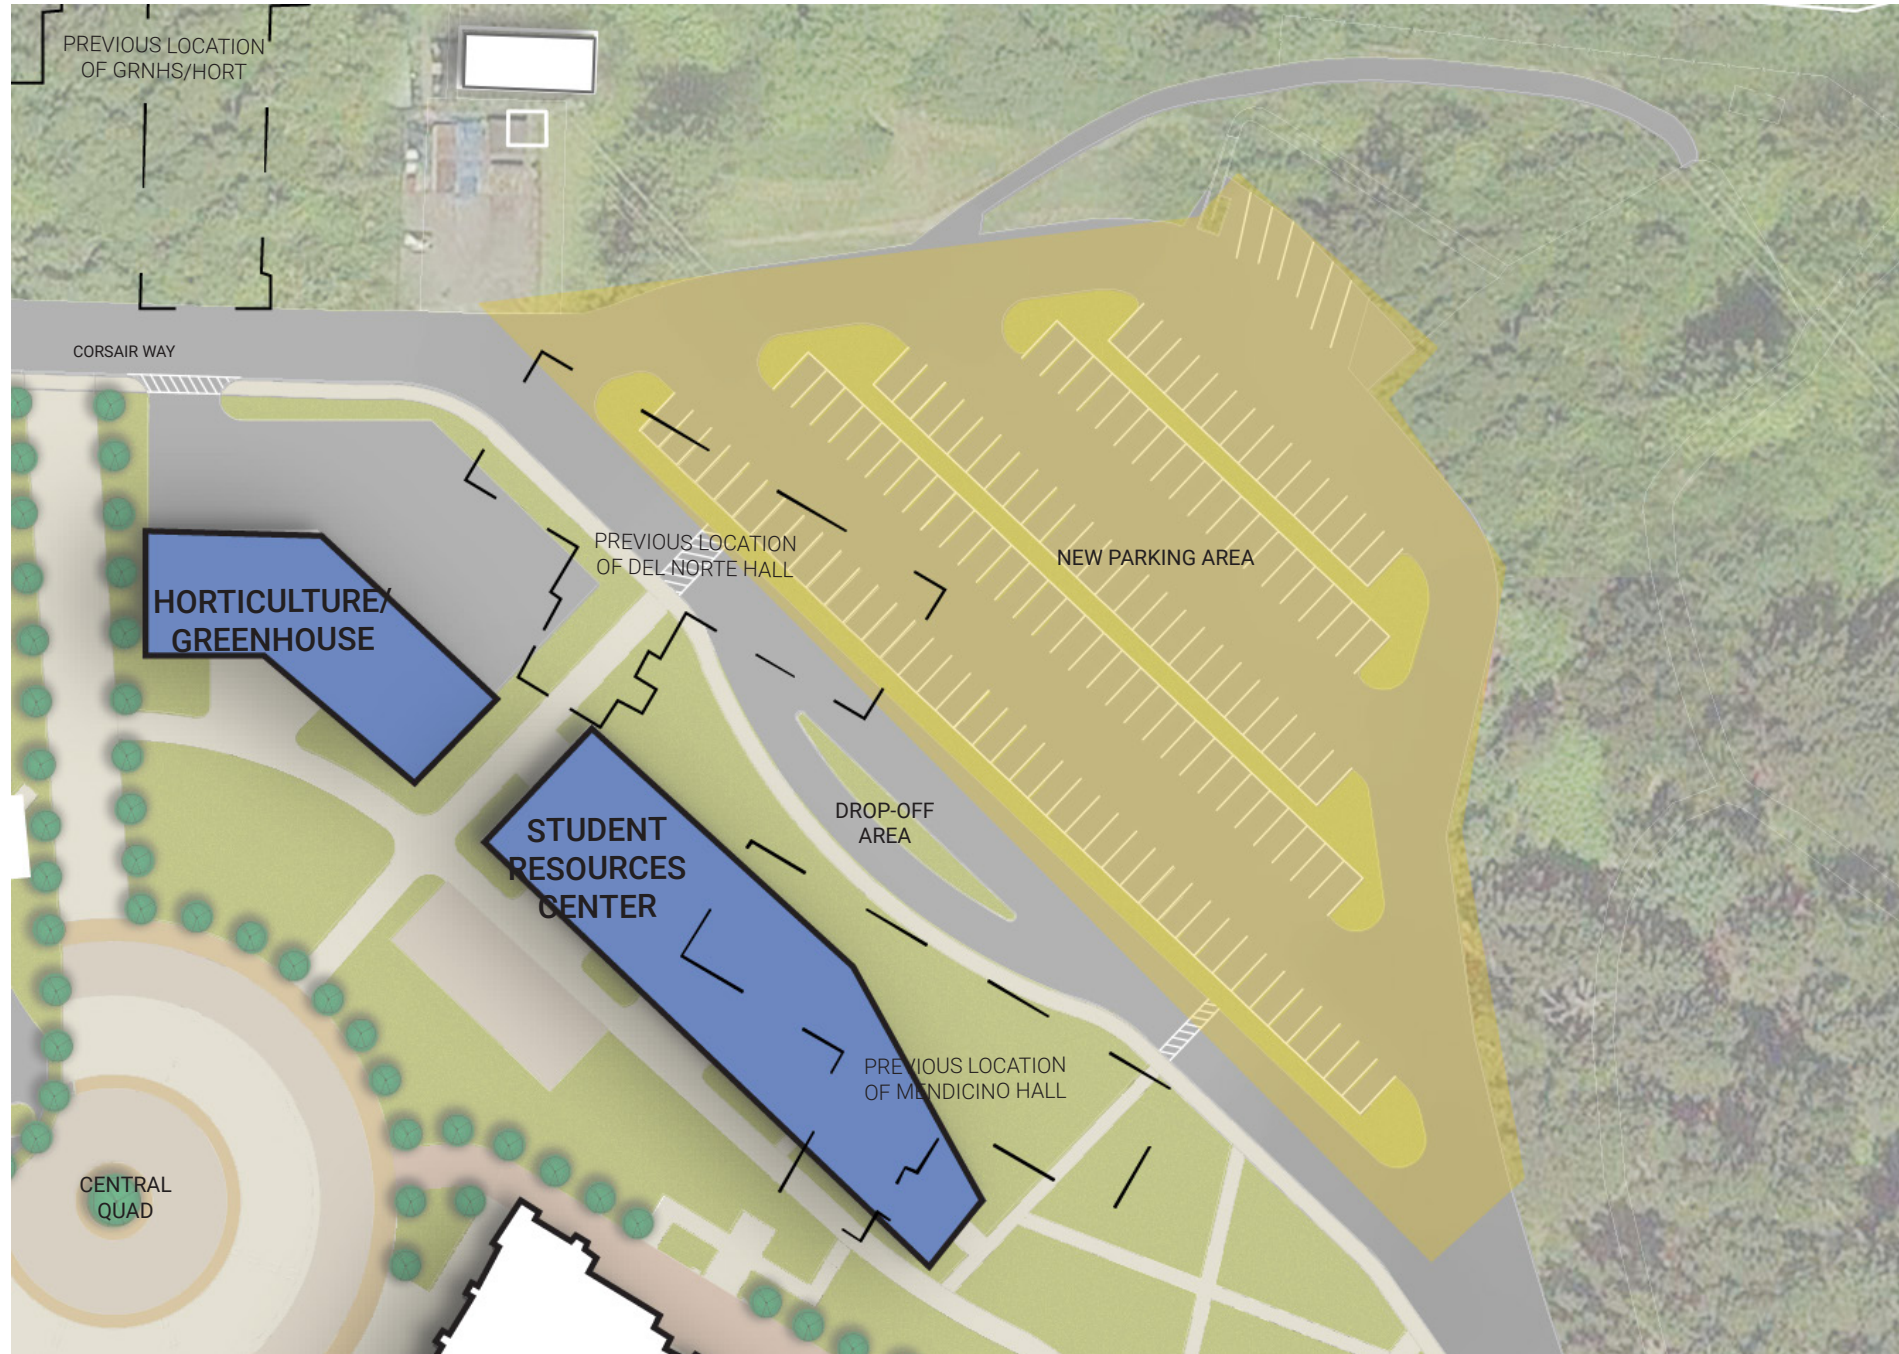 PREVIOUS LOCATION
OF GRNHS/HORT
CORSAIR WAY
PREVIOUS LOCATION
OF DEL NORTE HALL
NEW PARKING AREA
HORTICULTURE/
GREENHOUSE
DROP-OFF
AREA
STUDENT
RESOURCES
CENTER
PREVIOUS LOCATION
OF MENDICINO HALL
CENTRAL
QUAD